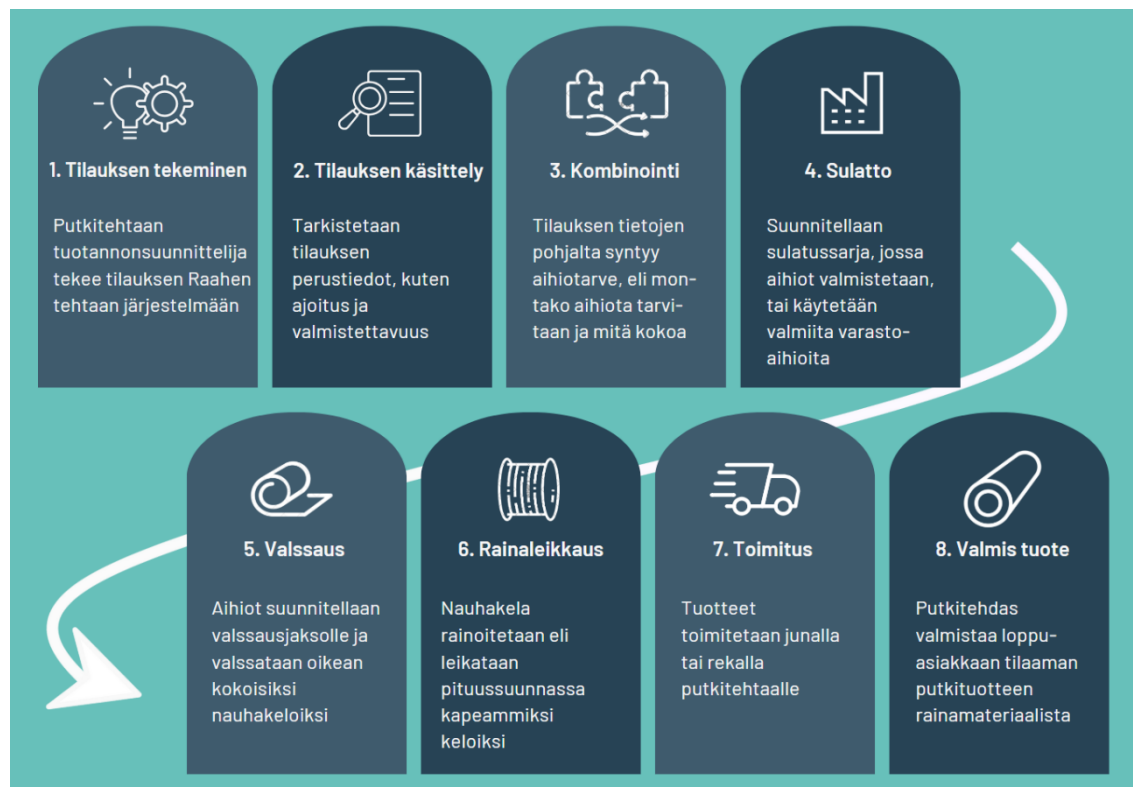 1. Tilauksen tekeminen
Putkitehtaan
tuotannonsuunnittelija
tekee tilauksen Raahen
tehtaan järjestelmään
2. Tilauksen käsittely
Tarkistetaan
tilauksen
perustiedot, kuten
ajoitus ja
valmistettavuus
3. Kombinointi
Tilauksen tietojen
pohjalta syntyy
aihiotarve, eli mon-
tako aihiota tarvi-
taan ja mitä kokoa
4. Sulatto
Suunnitellaan
sulatussarja, jossa
aihiot valmistetaan,
tai käytetään
valmiita varasto-
aihioita
5. Valssaus
Aihiot suunnitellaan
valssausjaksolle ja
valssataan oikean
kokoisiksi
nauhakeloiksi
6. Rainaleikkaus
Nauhakela
rainoitetaan eli
leikataan
pituussuunnassa
kapeammiksi
keloiksi
7. Toimitus
Tuotteet
toimitetaan junalla
tai rekalla
putkitehtaalle
8. Valmis tuote
Putkitehdas
valmistaa loppu-
asiakkaan tilaaman
putkituotteen
rainamateriaalista